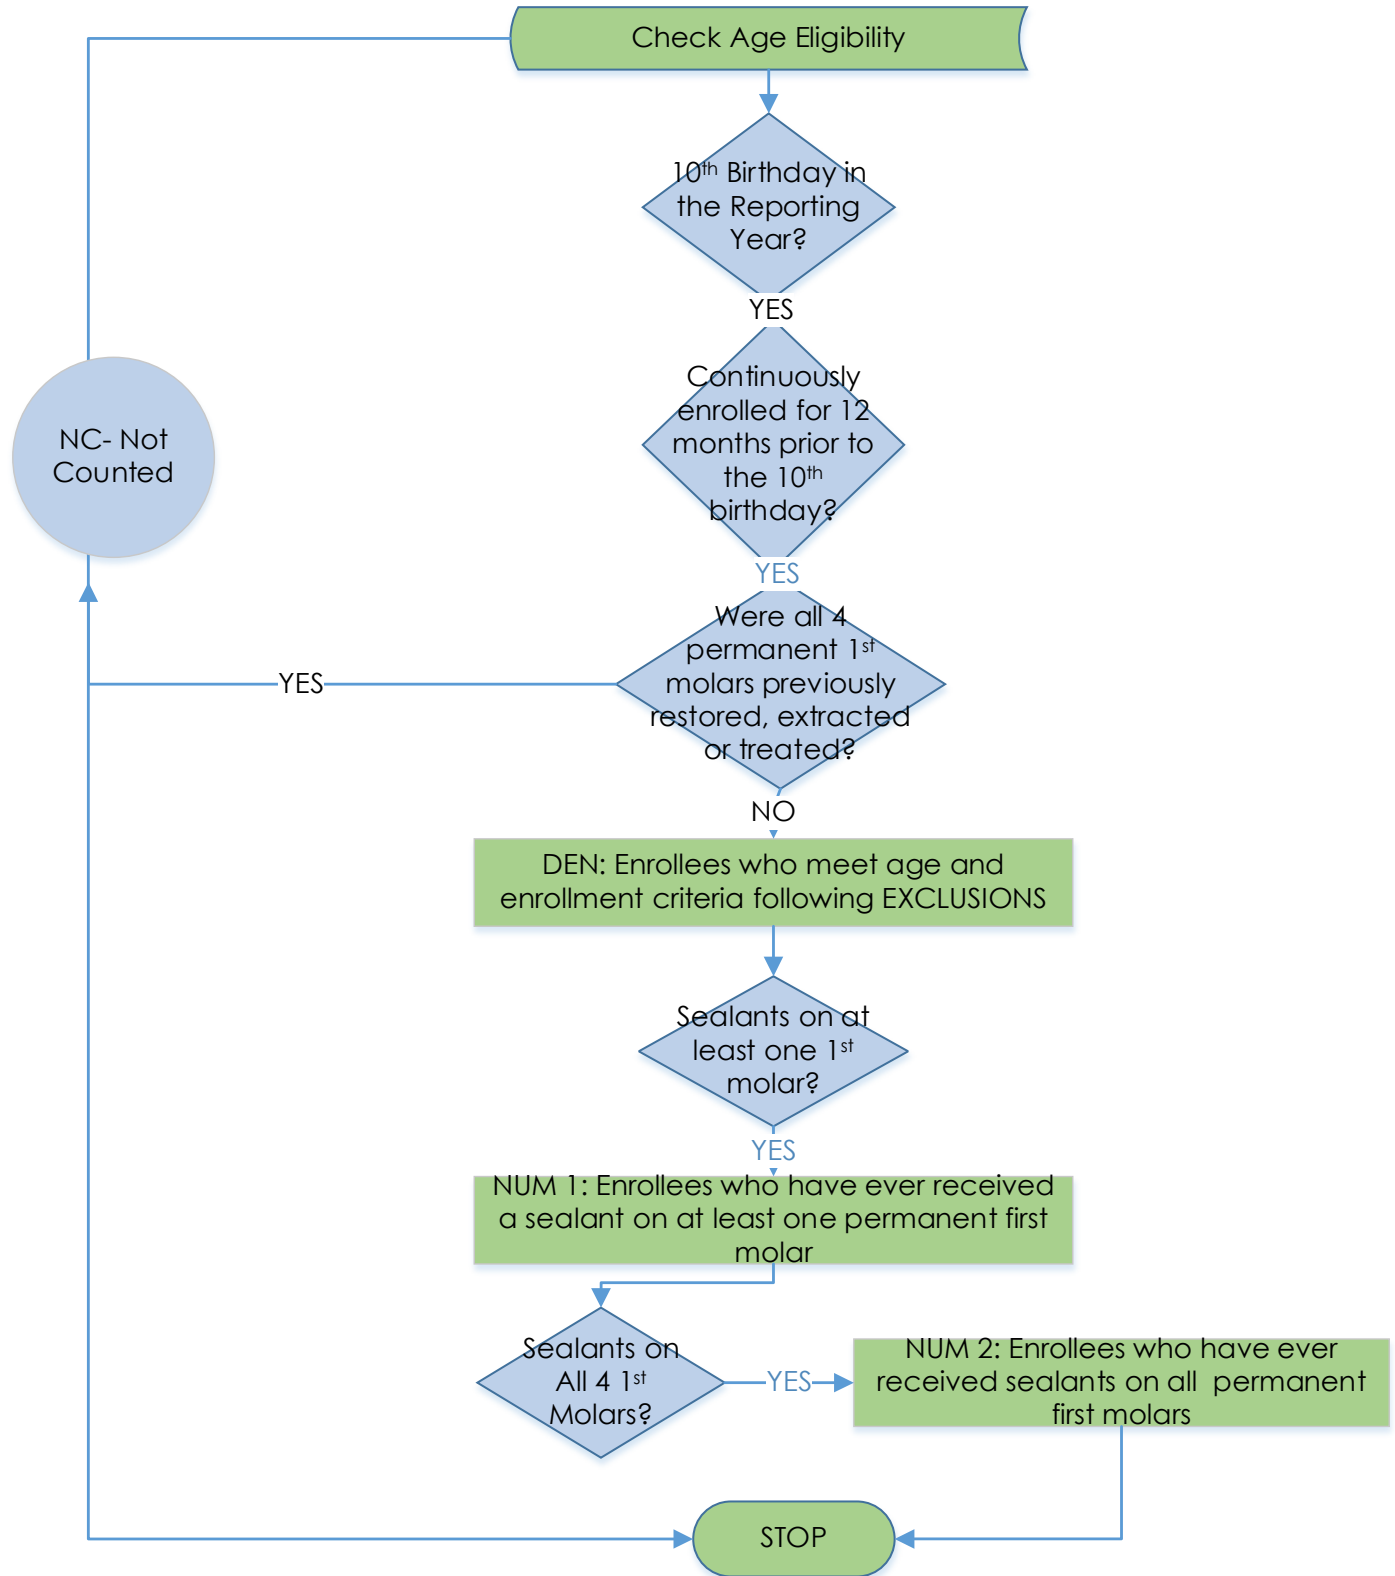 Check Age Eligibility
10th Birthday in
the Reporting
Year?
YES
Continuously
enrolled for 12
months prior to
the 10th
birthday?
NC- Not
Counted
YES
Were all 4
permanent 1st
molars previously
restored, extracted
or treated?
YES
NO
DEN: Enrollees who meet age and
enrollment criteria following EXCLUSIONS
Sealants on at
least one 1st
molar?
YES
NUM 1: Enrollees who have ever received
a sealant on at least one permanent first
molar
Sealants on
All 4 1st
Molars?
YES
NUM 2: Enrollees who have ever
received sealants on all permanent
first molars
STOP